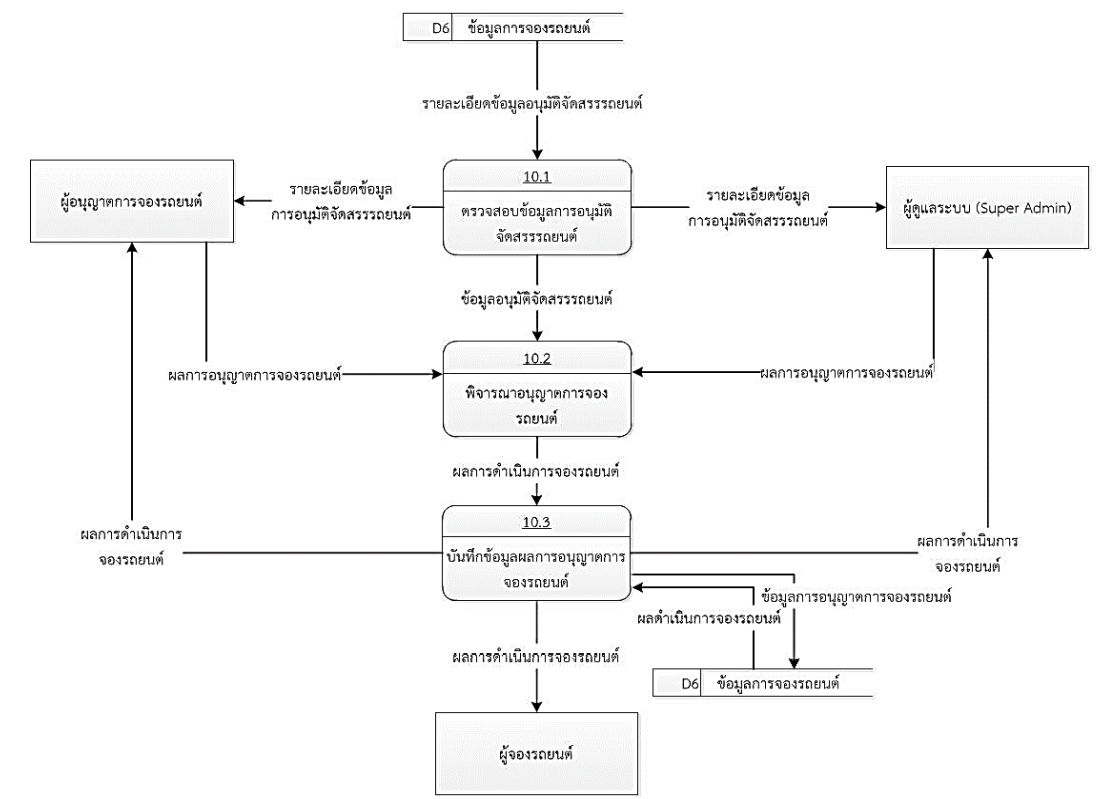 D6 ข้อมูลการจองรถยนต์
รายละเอียดข้อมูลอนุมัติจัดสรรรถยนต์
10.1
ตรวจสอบข้อมูลการอนุมัติ
จัดสรรรถยนต์
ผู้อนุญาตการจองรถยนต์
รายละเอียดข้อมูล
การอนุมัติจัดสรรรถยนต์
รายละเอียดข้อมูล
การอนุมัติจัดสรรรถยนต์
ผู้ดูแลระบบ (Super Admin)
ข้อมูลอนุมัติจัดสรรรถยนต์
10.2
พิจารณาอนุญาตการจอง
รถยนต์
ผลการอนุญาตการจองรถยนต์
ผลการอนุญาตการจองรถยนต์
ผลการดำเนินการจองรถยนต์
10.3
บันทึกข้อมูลผลการอนุญาตการ
จองรถยนต์
ผลการดำเนินการ
จองรถยนต์
ผลการดำเนินการ
จองรถยนต์
ข้อมูลการอนุญาตการจองรถยนต์
ผลดำเนินการจองรถยนต์
ผลการดำเนินการจองรถยนต์
D6 ข้อมูลการจองรถยนต์
ผู้จองรถยนต์